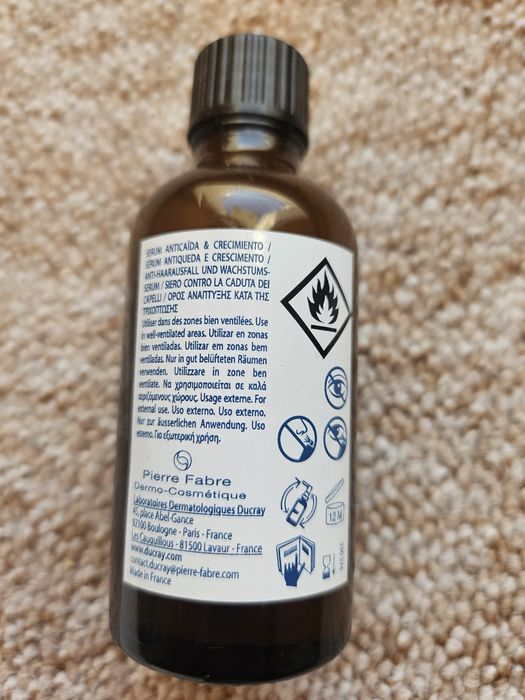 SERUM ANTICAÍDA & CRECIMIENTO /
SÉRUM ANTIQUEDA E CRESCIMENTO /
ANTI-HAARAUSFALL UND WACHSTUMS-
SERUM / SIERO CONTRO LA CADUTA DEI
CAPELLI / ΟΡΟΣ ΑΝΑΠΤΥΞΗΣ ΚΑΤΑ ΤΗΣ
ΤΡΙΧΟΠΤΩΣΗΣ
Utiliser dans des zones bien ventilées. Use
in well-ventilated areas. Utilizar en zonas
bien ventiladas. Utilizar em zonas bem
ventiladas. Nur in gut belüfteten Räumen
verwenden. Utilizzare in zone ben
ventilate. Να χρησιμοποιείται σε καλά
αεριζόμενους χώρους. Usage externe. For
external use. Uso externo. Uso externo.
Nur zur äusserlichen Anwendung. Uso
esterno. Για εξωτερική χρήση.
Pierre Fabre
Dermo-Cosmétique
Laboratoires Dermatologiques Ducray
45, place Abel-Gance
92100 Boulogne - Paris - France
Les Cauquillous - 81500 Lavaur - France
www.ducray.com
contact.ducray@pierre-fabre.com
Made in France
12 M